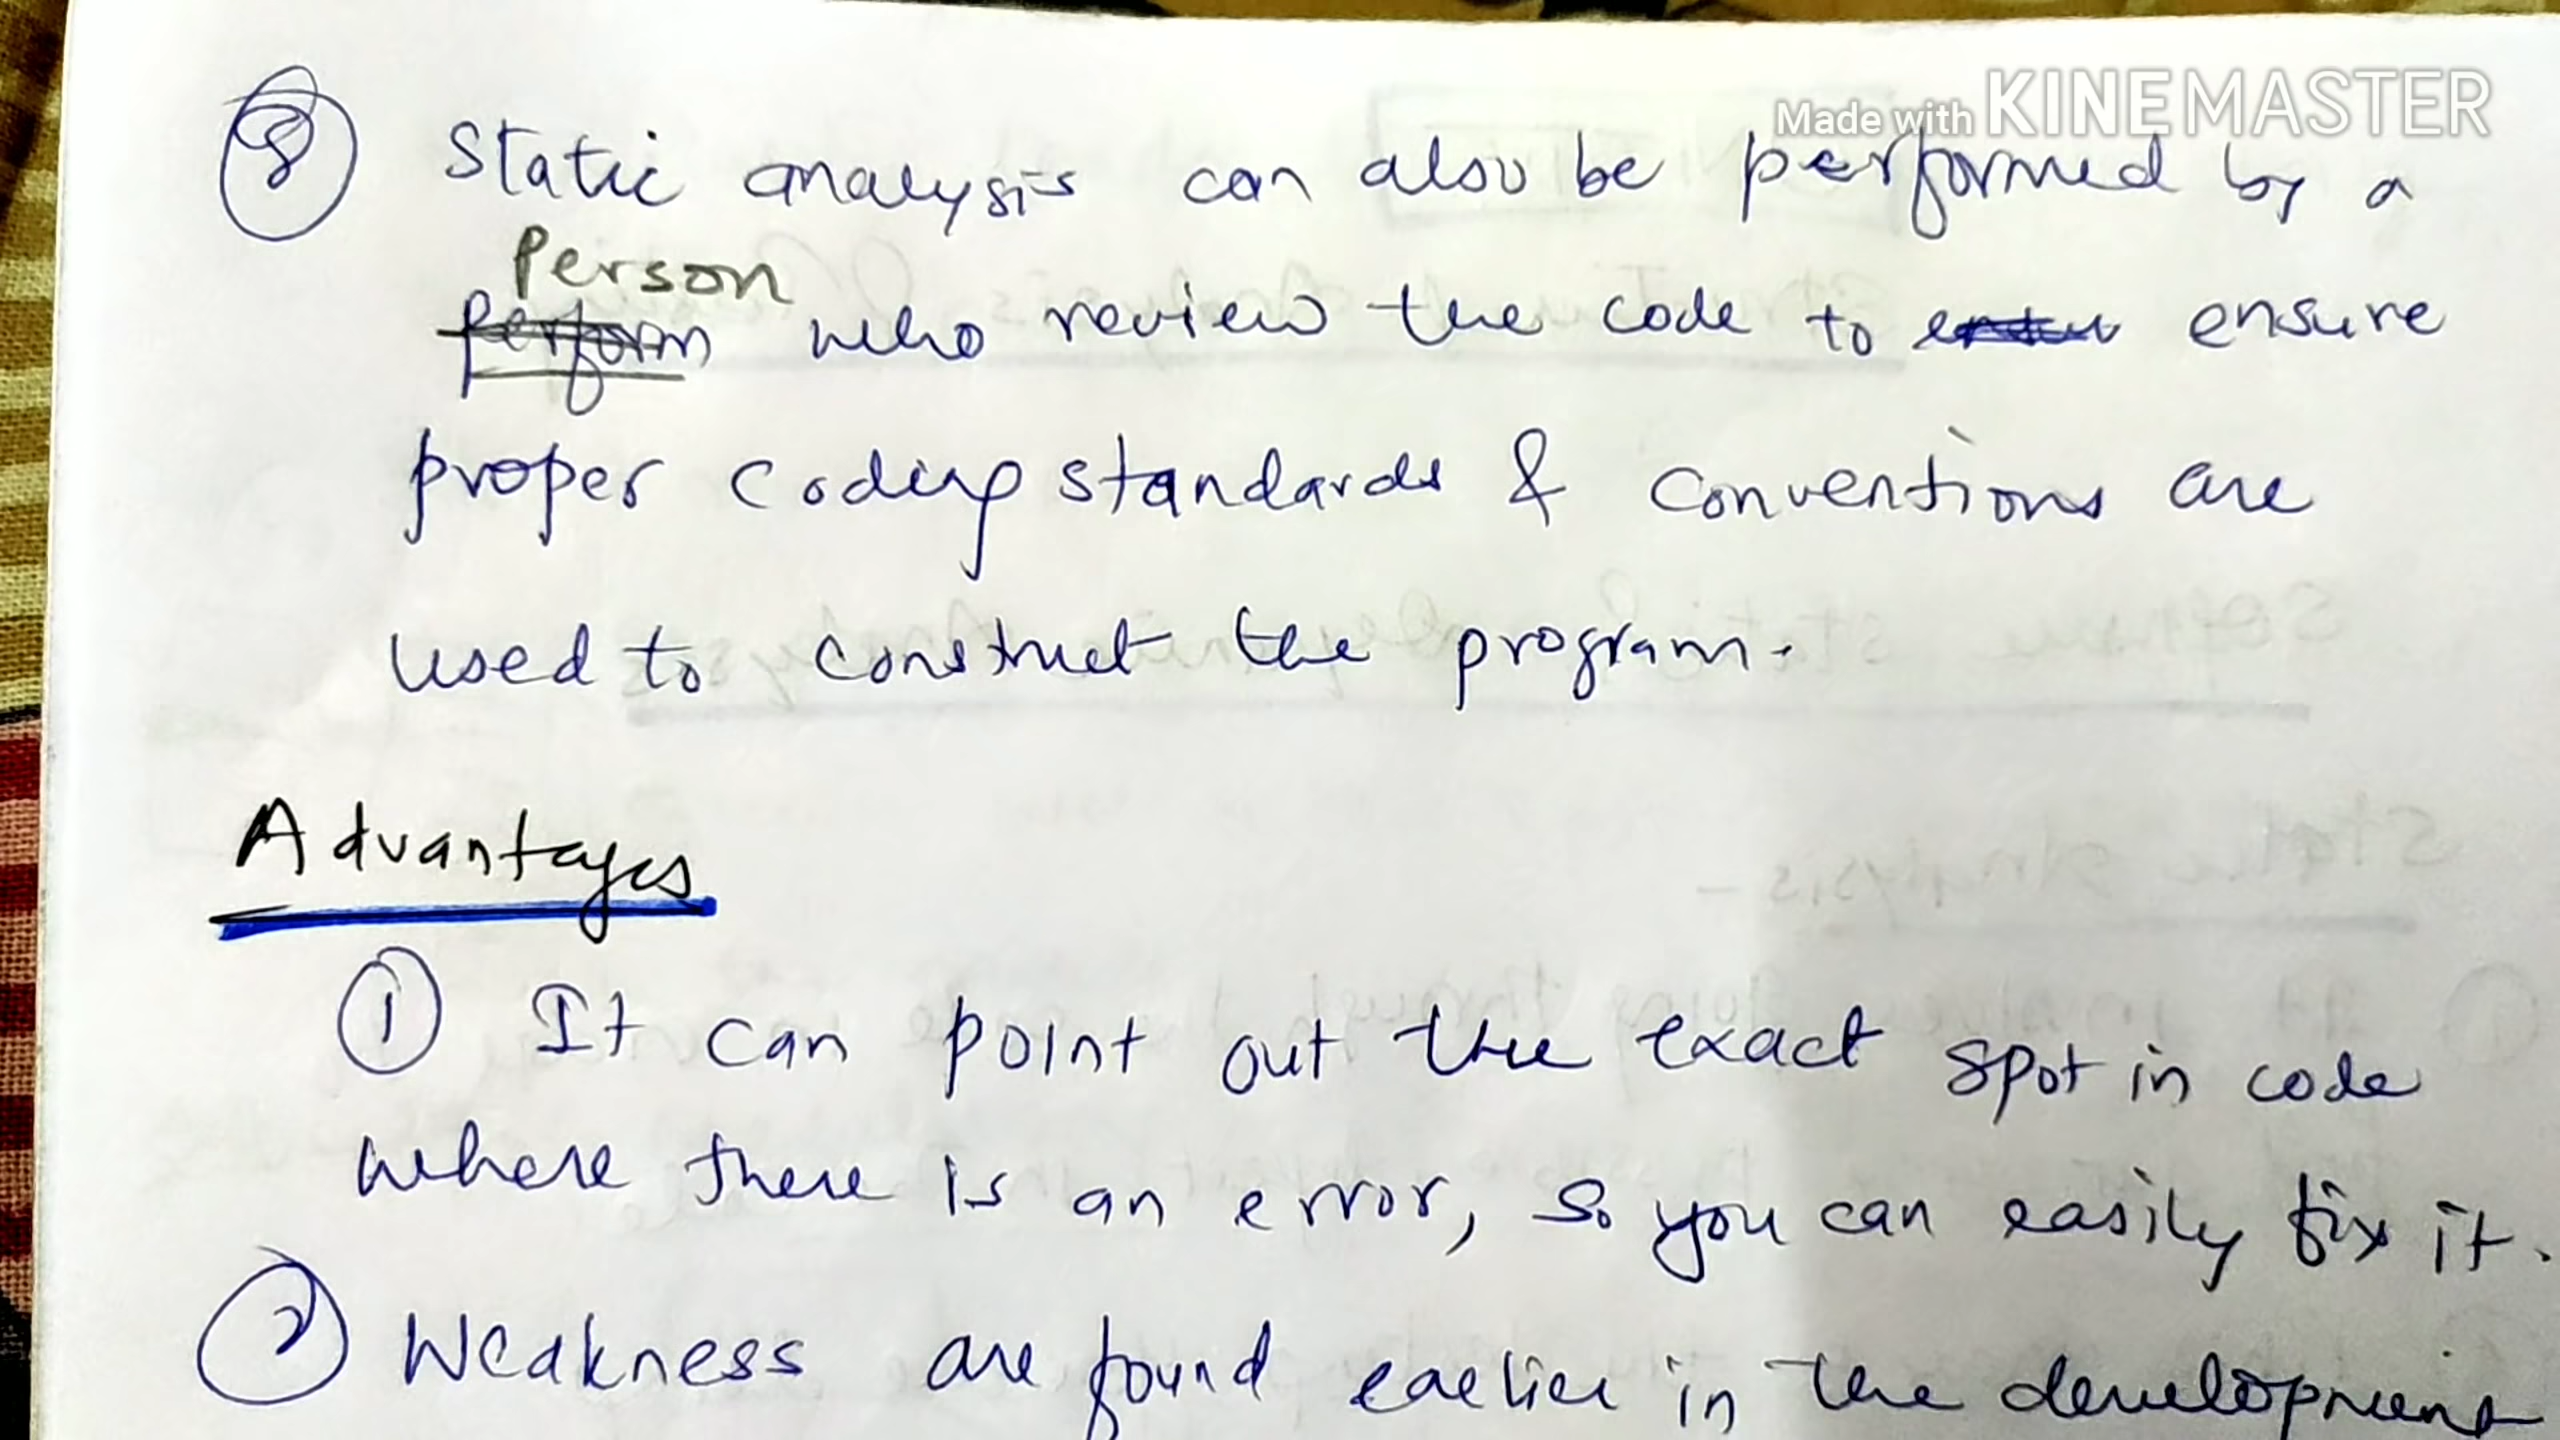 Made with KINEMASTER
8 Static analysis can also be performed by a
Person
perform who review the code to ensure
proper coding standards & conventions are
used to construct the program.
Advantages
1 It can point out the exact spot in code
where there is an error, so you can easily fix it.
2 Weakness are found earlier in the development